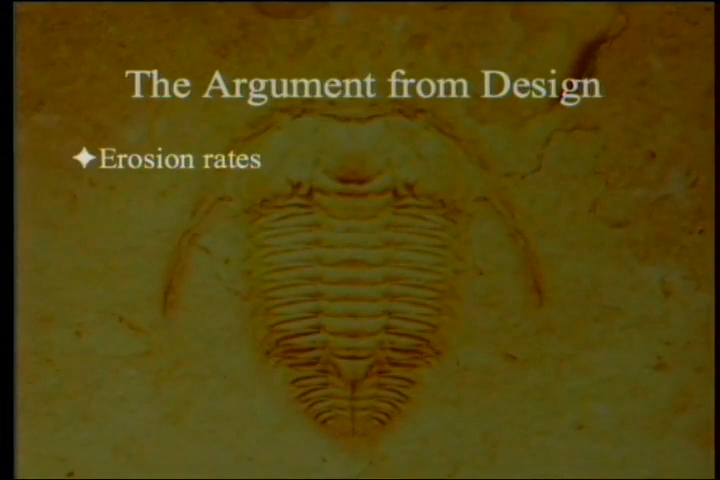 The Argument from Design
✦Erosion rates